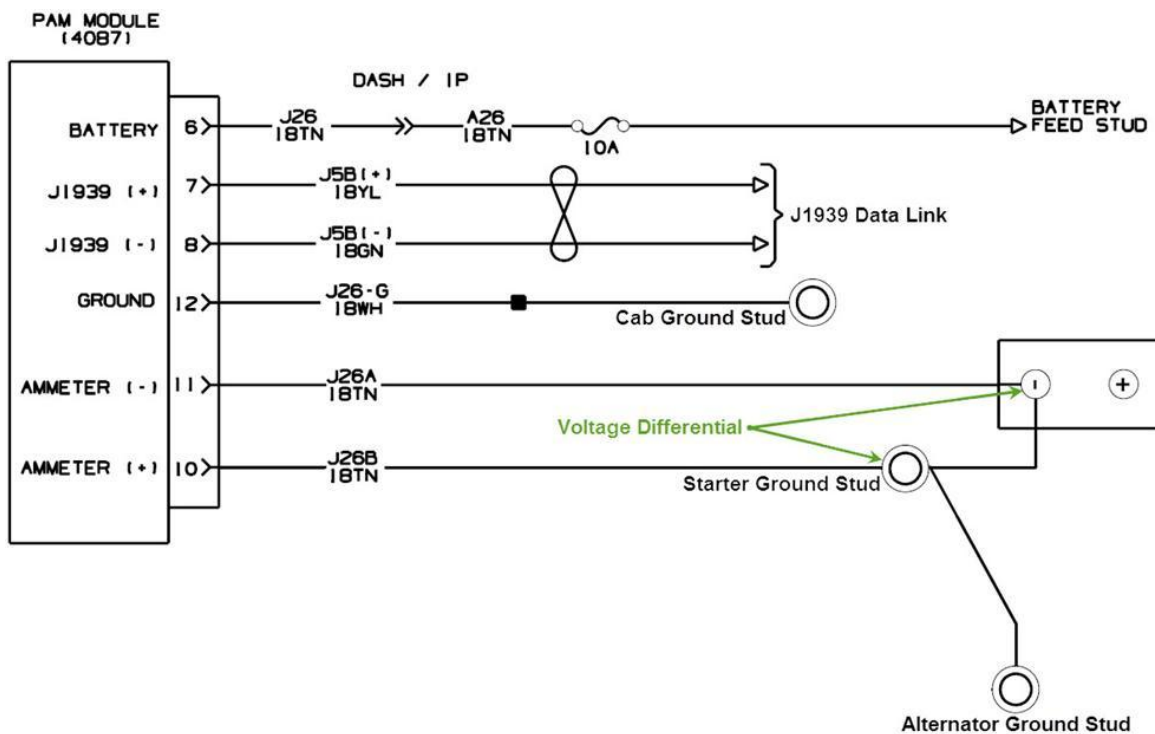 PAM MODULE
(4087)
DASH / IP
BATTERY 6 J26 A26
18TN 18TN
10A
BATTERY
FEED STUD
J1939 (+) 7 J5B(+)
18YL
J1939 (-) 8 J5B(-)
18GN
J1939 Data Link
GROUND 12 J26-G
18WH
Cab Ground Stud
AMMETER (-) 11 J26A
18TN
- +
Voltage Differential
AMMETER (+) 10 J26B
18TN
Starter Ground Stud
Alternator Ground Stud